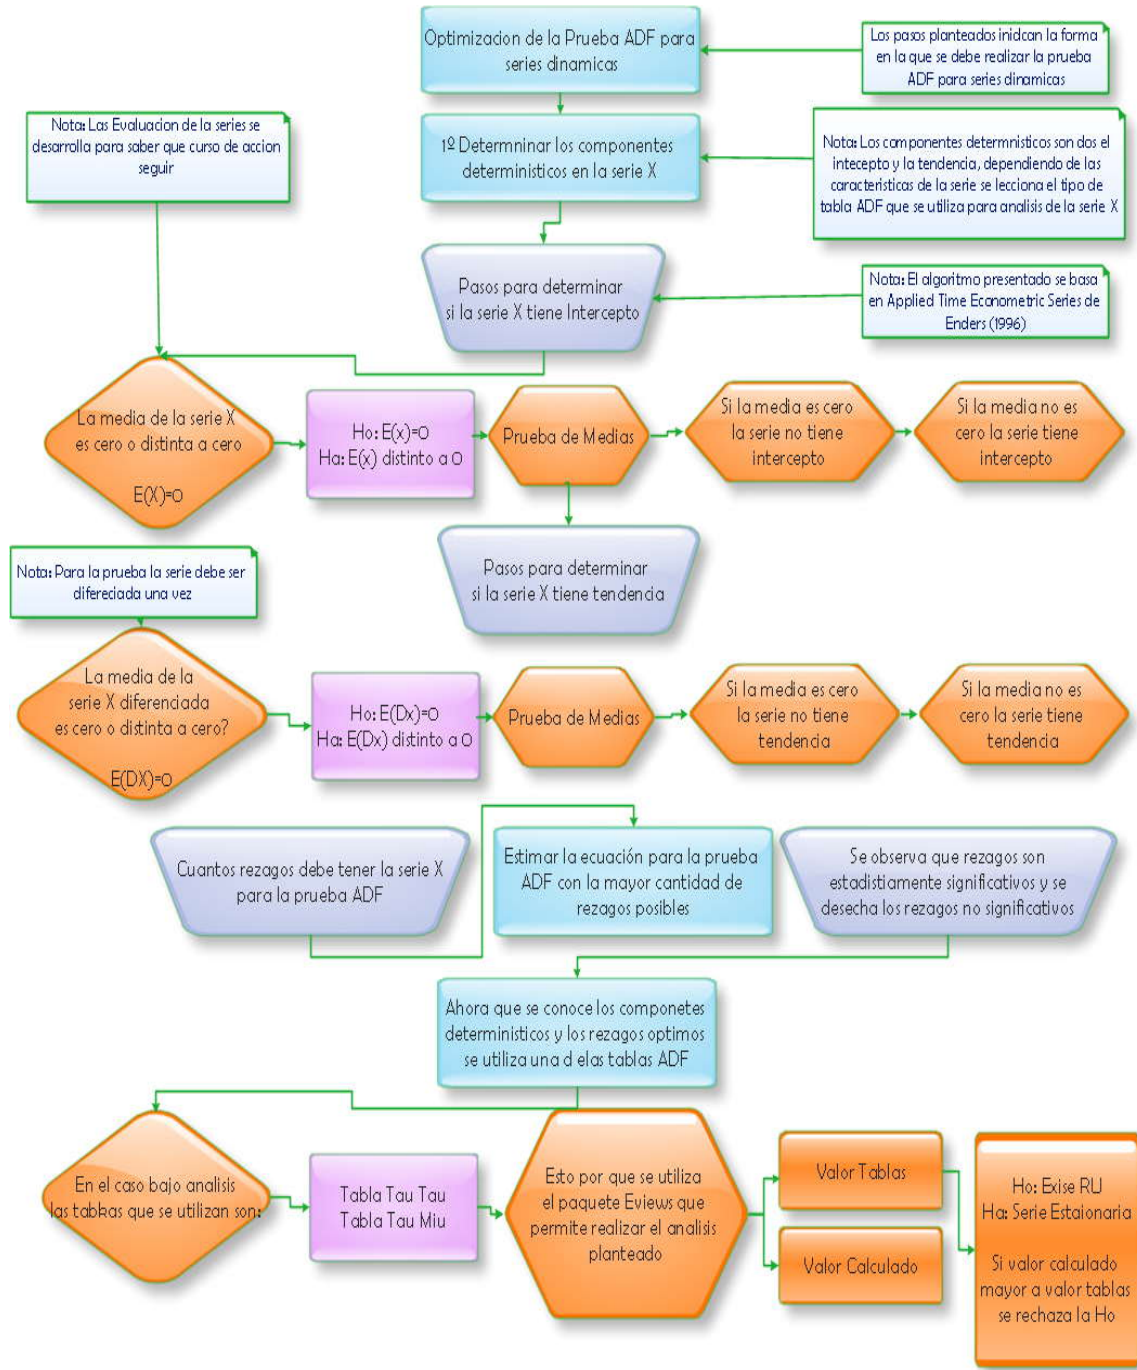 Optimizacion de la Prueba ADF para
series dinamicas
Los pasos planteados inidcan la forma
en la que se debe realizar la prueba
ADF para series dinamicas
Nota: Las Evaluacion de la series se
desarrolla para saber que curso de accion
seguir
1º Determninar los componentes
deterministicos en la serie X
Nota: Los componentes determnisticos son dos el
intecepto y la tendencia, dependiendo de las
caracteristicas de la serie se lecciona el tipo de
tabla ADF que se utiliza para analisis de la serie X
Pasos para determinar
si la serie X tiene Intercepto
Nota: El algoritmo presentado se basa
en Applied Time Econometric Series de
Enders (1996)
La media de la serie X
es cero o distinta a cero
E(X)=0
Ho: E(x)=0
Ha: E(x) distinto a 0
Prueba de Medias
Si la media es cero
la serie no tiene
intercepto
Si la media no es
cero la serie tiene
intercepto
Pasos para determinar
si la serie X tiene tendencia
Nota: Para la prueba la serie debe ser
difereciada una vez
La media de la
serie X diferenciada
es cero o distinta a cero?
E(DX)=0
Ho: E(Dx)=0
Ha: E(Dx) distinto a 0
Prueba de Medias
Si la media es cero
la serie no tiene
tendencia
Si la media no es
cero la serie tiene
tendencia
Cuantos rezagos debe tener la serie X
para la prueba ADF
Estimar la ecuación para la prueba
ADF con la mayor cantidad de
rezagos posibles
Se observa que rezagos son
estadistiamente significativos y se
desecha los rezagos no significativos
Ahora que se conoce los componetes
deterministicos y los rezagos optimos
se utiliza una d elas tablas ADF
En el caso bajo analisis
las tabkas que se utilizan son:
Tabla Tau Tau
Tabla Tau Miu
Esto por que se utiliza
el paquete Eviews que
permite realizar el analisis
planteado
Valor Tablas
Valor Calculado
Ho: Exise RU
Ha: Serie Estaionaria
Si valor calculado
mayor a valor tablas
se rechaza la Ho